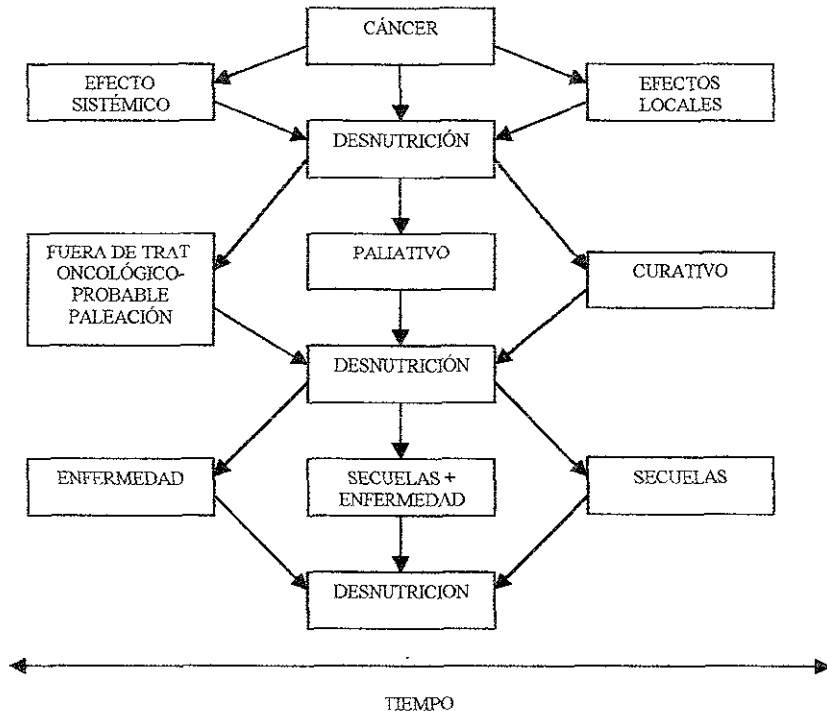 CÁNCER
EFECTO
SISTÉMICO
EFECTOS
LOCALES
DESNUTRICIÓN
FUERA DE TRAT
ONCOLÓGICO-
PROBABLE
PALEACIÓN
PALIATIVO
CURATIVO
DESNUTRICIÓN
ENFERMEDAD
SECUELAS +
ENFERMEDAD
SECUELAS
DESNUTRICION
TIEMPO